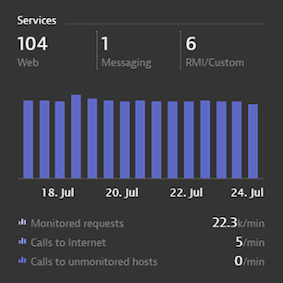 Services
104 1 6
Web Messaging RMI/Custom
18. Jul 20. Jul 22. Jul 24. Jul
Monitored requests 22.3k/min
Calls to Internet 5/min
Calls to unmonitored hosts 0/min